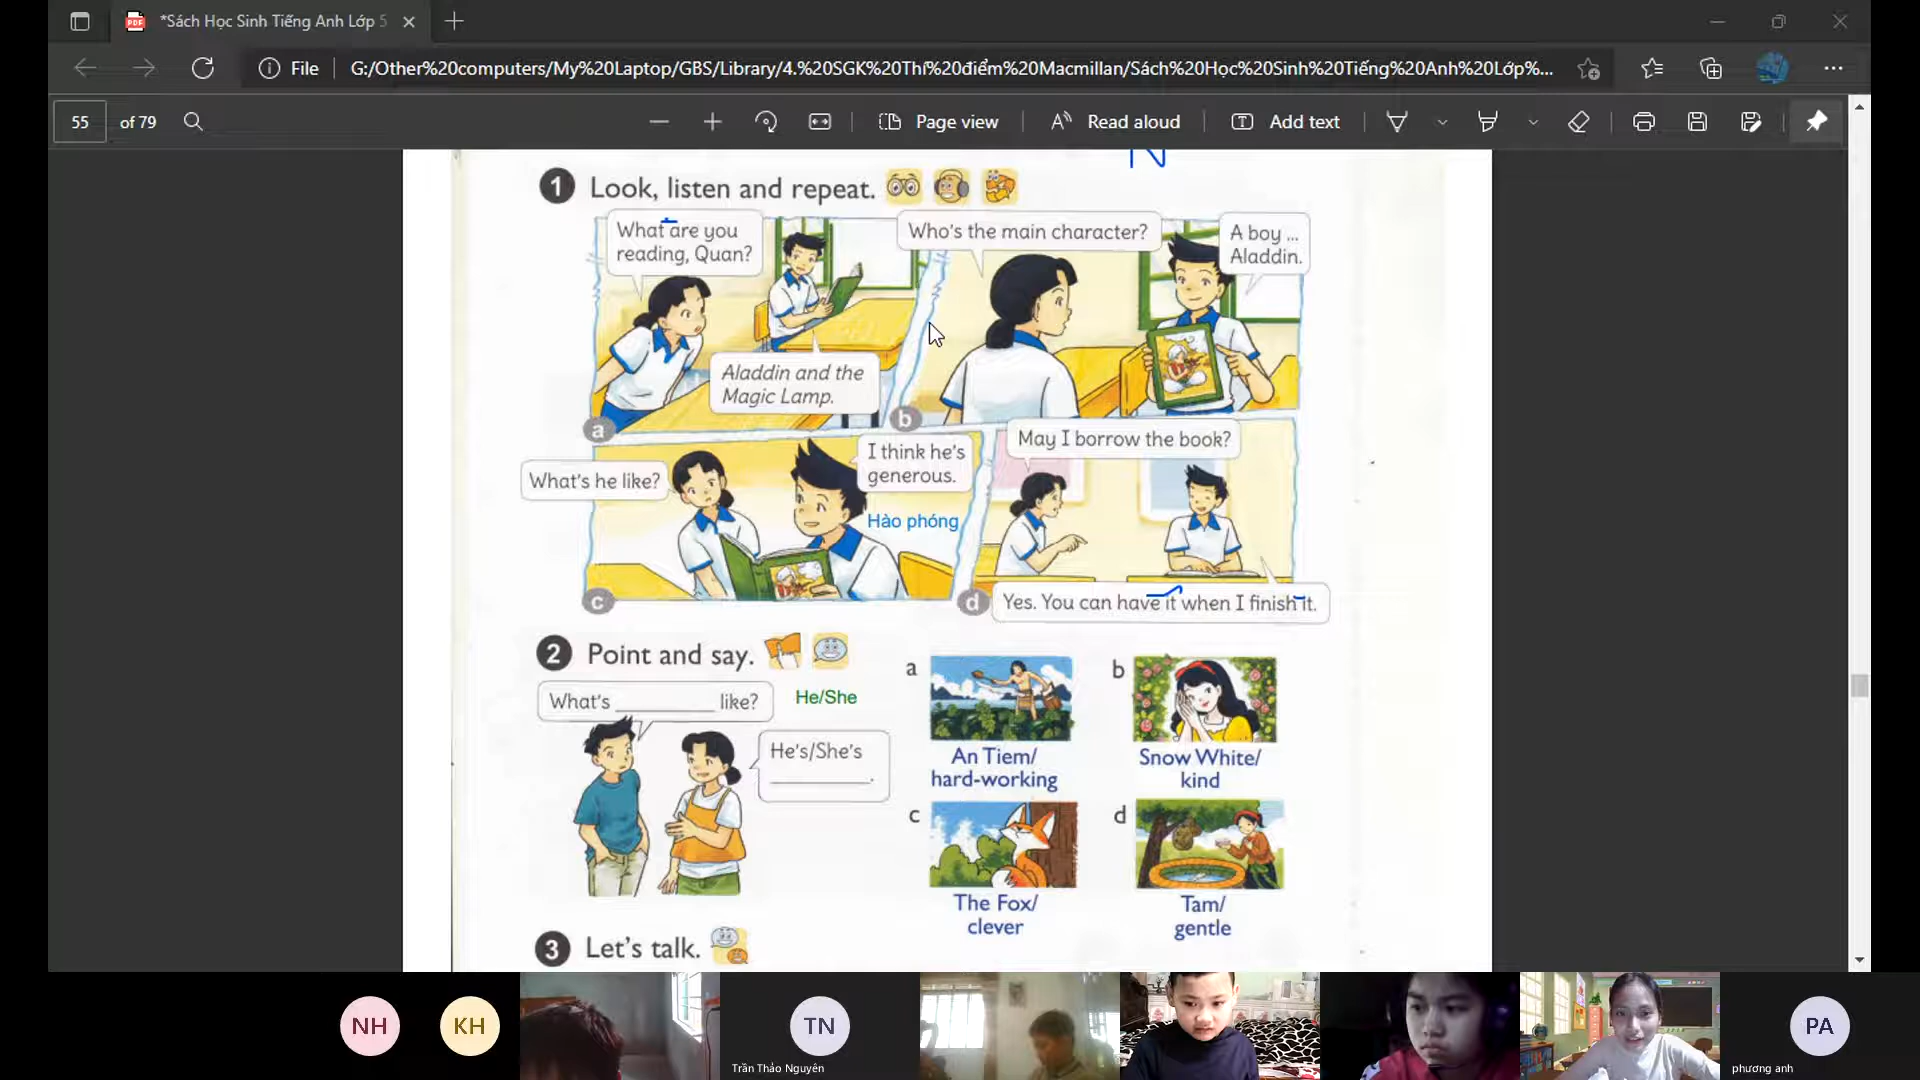 *Sách Học Sinh Tiếng Anh Lớp 5
File
G:/Other%20computers/My%20Laptop/GBS/Library/4.%20SGK%20Thí%20điểm%20Macmillan/Sách%20Học%20Sinh%20Tiếng%20Anh%20Lớp%...
55 of 79
Page view
Read aloud
Add text
N
1 Look, listen and repeat.
What are you
reading, Quan?
Aladdin and the
Magic Lamp.
a
Who's the main character?
A boy ...
Aladdin.
b
What's he like?
I think he's
generous.
Hào phóng
c
May I borrow the book?
Yes. You can have it when I finish it.
d
2 Point and say.
What's ________ like?
He/She
He's/She's
________.
a
An Tiem/
hard-working
b
Snow White/
kind
c
The Fox/
clever
d
Tam/
gentle
3 Let's talk.
NH
KH
TN
Trần Thảo Nguyên
PA
phương anh